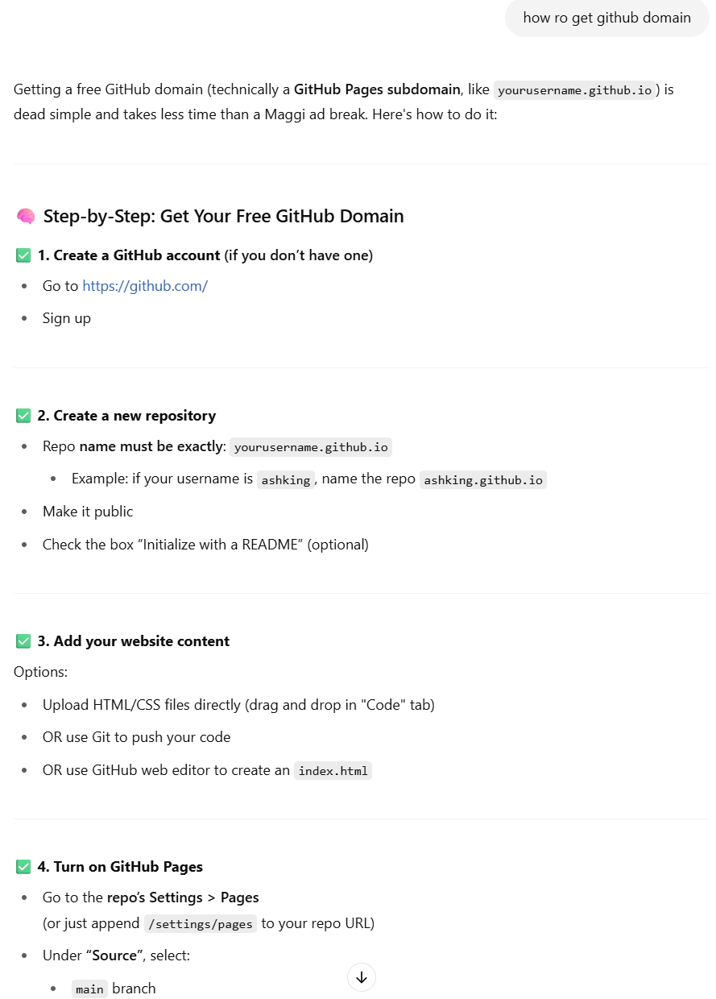 how ro get github domain
Getting a free GitHub domain (technically a GitHub Pages subdomain, like yourusername.github.io) is
dead simple and takes less time than a Maggi ad break. Here's how to do it:
🧠 Step-by-Step: Get Your Free GitHub Domain
✅ 1. Create a GitHub account (if you don’t have one)
• Go to https://github.com/
• Sign up
✅ 2. Create a new repository
• Repo name must be exactly: yourusername.github.io
• Example: if your username is ashking, name the repo ashking.github.io
• Make it public
• Check the box “Initialize with a README” (optional)
✅ 3. Add your website content
Options:
• Upload HTML/CSS files directly (drag and drop in "Code" tab)
• OR use Git to push your code
• OR use GitHub web editor to create an index.html
✅ 4. Turn on GitHub Pages
• Go to the repo’s Settings > Pages
(or just append /settings/pages to your repo URL)
• Under “Source”, select:
• main branch